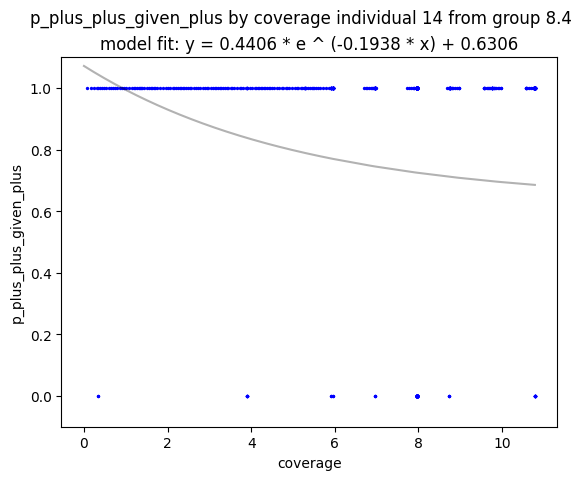 p_plus_plus_given_plus by coverage individual 14 from group 8.4
model fit: y = 0.4406 * e ^ (-0.1938 * x) + 0.6306
1.0
0.8
0.6
0.4
0.2
0.0
p_plus_plus_given_plus
0 2 4 6 8 10
coverage